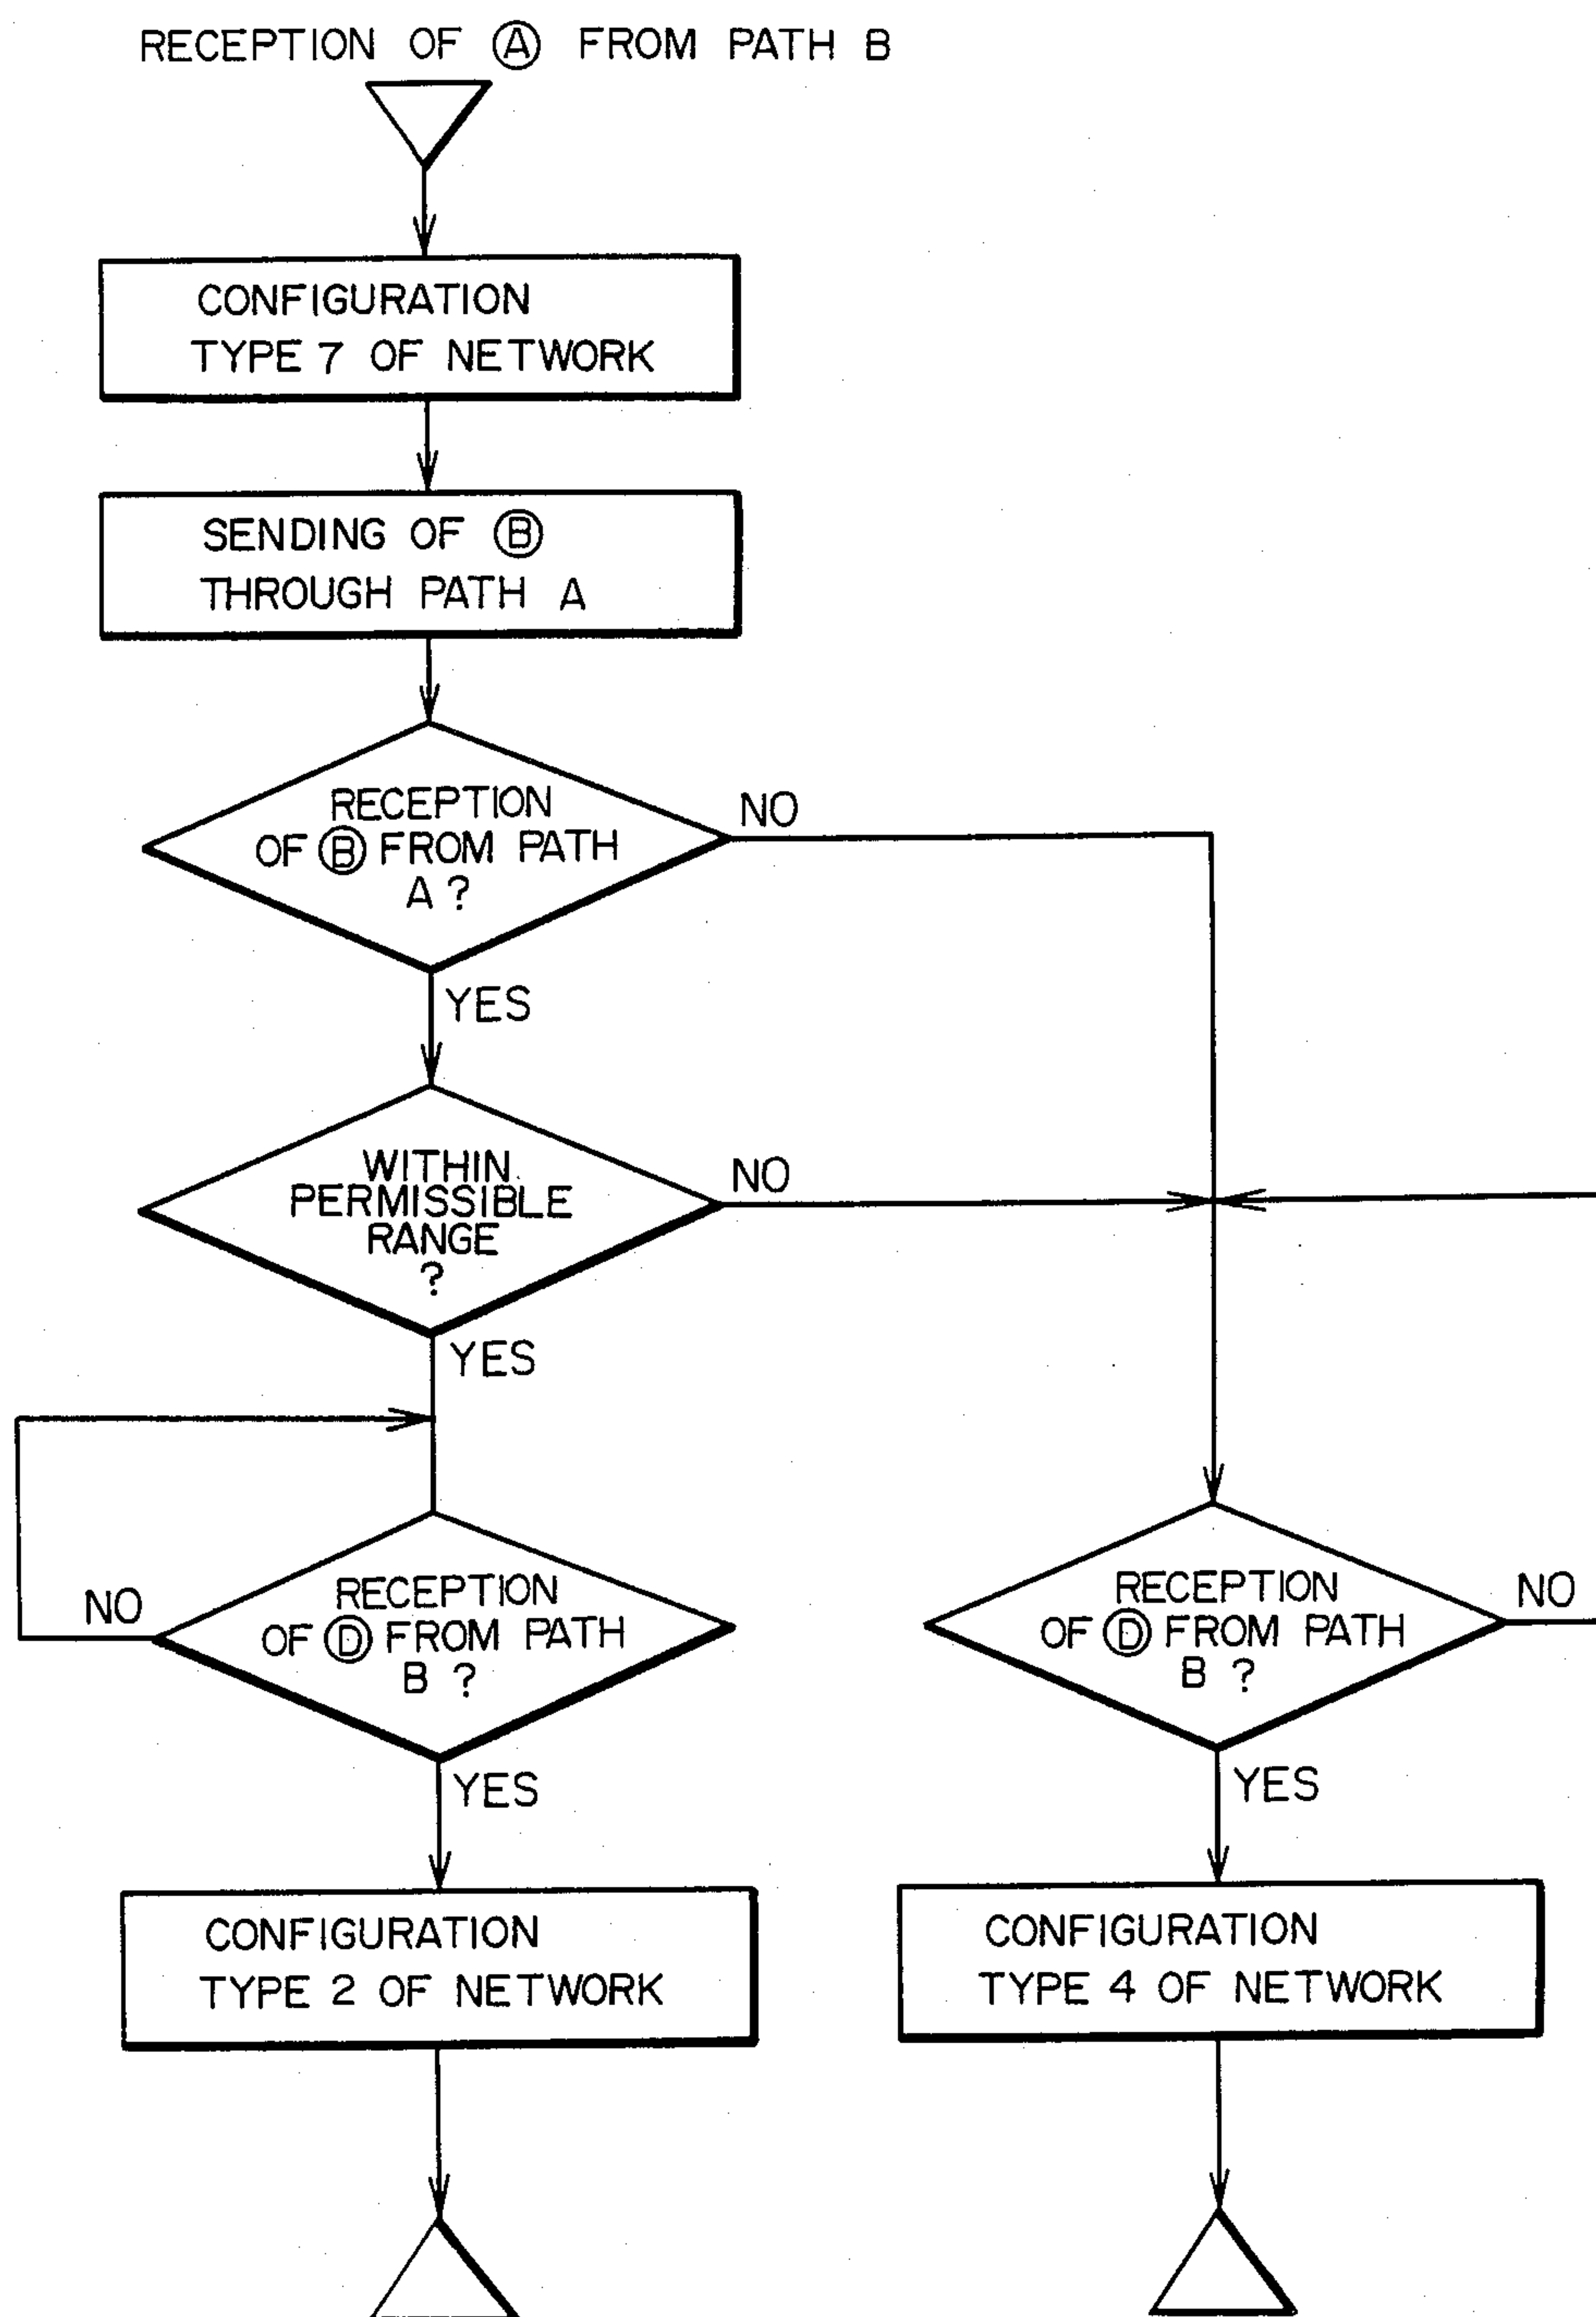 RECEPTION OF Ⓐ FROM PATH B
CONFIGURATION
TYPE 7 OF NETWORK
SENDING OF Ⓑ
THROUGH PATH A
RECEPTION
OF Ⓑ FROM PATH
A ?
NO
YES
WITHIN
PERMISSIBLE
RANGE
?
NO
YES
RECEPTION
OF Ⓓ FROM PATH
B ?
NO
YES
RECEPTION
OF Ⓓ FROM PATH
B ?
NO
YES
CONFIGURATION
TYPE 2 OF NETWORK
CONFIGURATION
TYPE 4 OF NETWORK